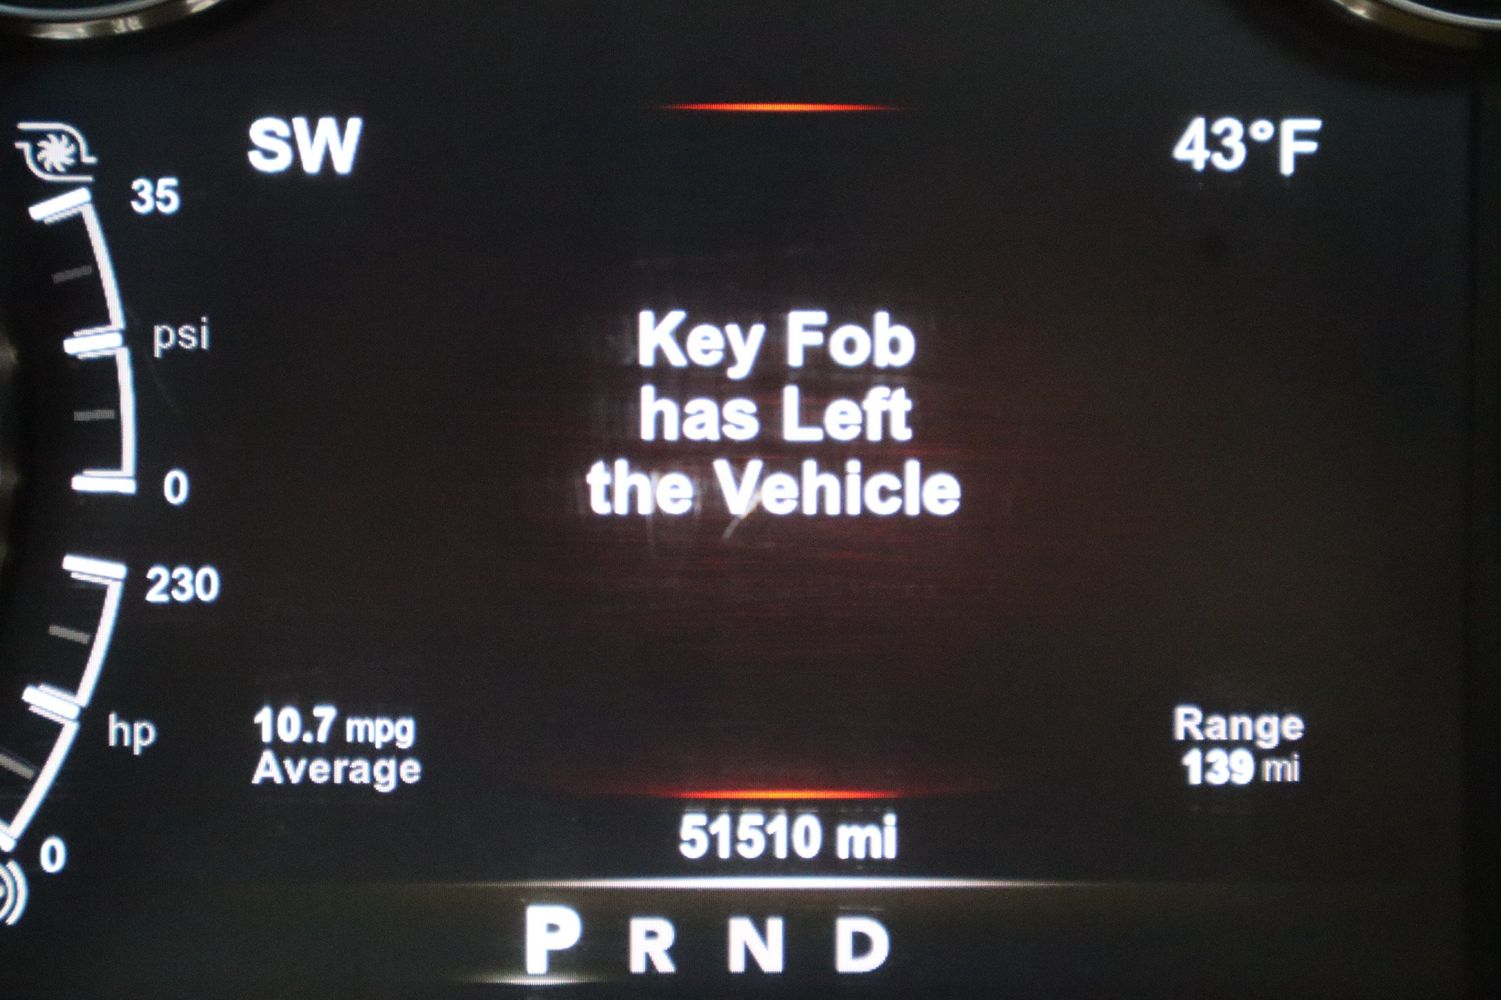 SW
43°F
35
psi
0
230
hp
0
Key Fob
has Left
the Vehicle
10.7 mpg
Average
Range
139 mi
51510 mi
P R N D